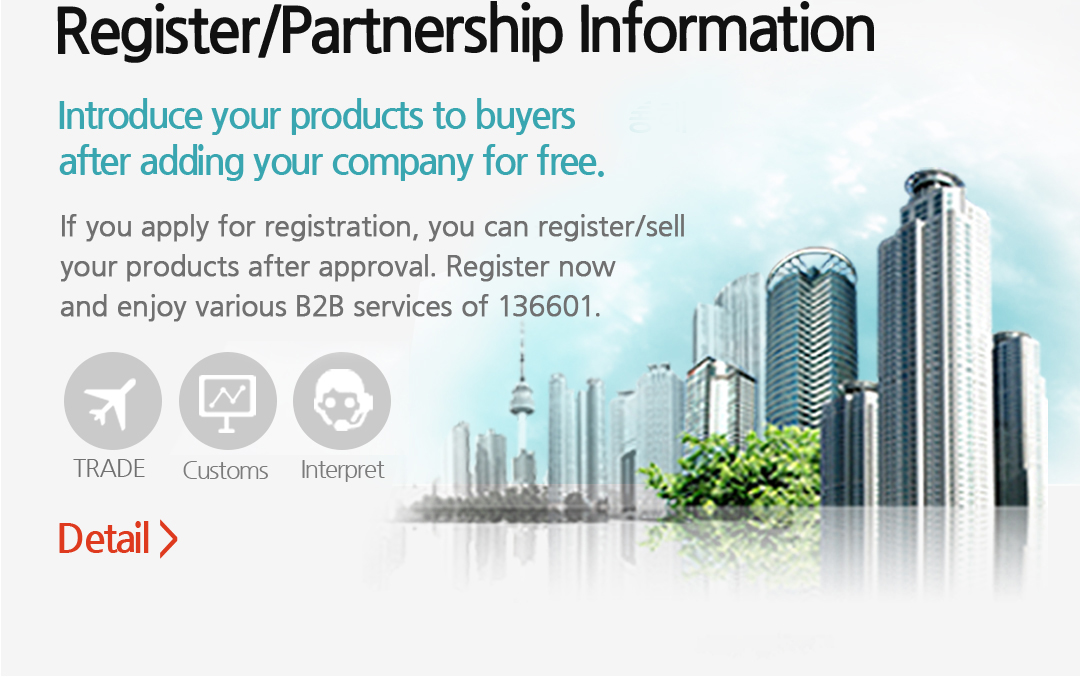 Register/Partnership Information
Introduce your products to buyers
after adding your company for free.
If you apply for registration, you can register/sell
your products after approval. Register now
and enjoy various B2B services of 136601.
TRADE Customs Interpret
Detail >